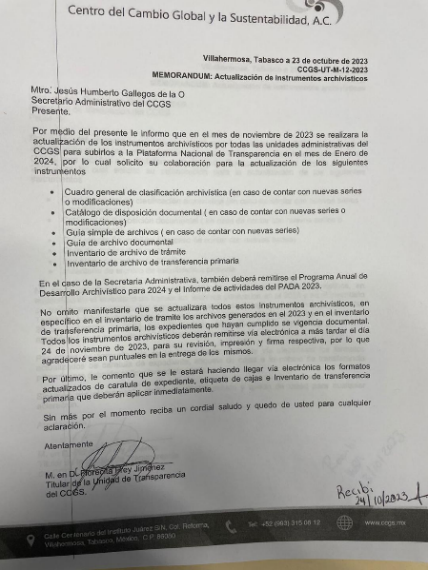 Centro del Cambio Global y la Sustentabilidad, A.C.
Villahermosa, Tabasco a 23 de octubre de 2023
CCGS-UT-M-12-2023
MEMORANDUM: Actualización de instrumentos archivísticos
Mtro. Jesús Humberto Gallegos de la O
Secretario Administrativo del CCGS
Presente.
Por medio del presente le informo que en el mes de noviembre de 2023 se realizara la
actualización de los instrumentos archivísticos por todas las unidades administrativas del
CCGS para subirlos a la Plataforma Nacional de Transparencia en el mes de Enero de
2024, por lo cual solicito su colaboración para la actualización de los siguientes
instrumentos
• Cuadro general de clasificación archivística (en caso de contar con nuevas series
o modificaciones)
• Catálogo de disposición documental ( en caso de contar con nuevas series o
modificaciones)
• Guía simple de archivos ( en caso de contar con nuevas series)
• Guía de archivo documental
• Inventario de archivo de trámite
• Inventario de archivo de transferencia primaria
En el caso de la Secretaria Administrativa, también deberá remitirse el Programa Anual de
Desarrollo Archivístico para 2024 y el Informe de actividades del PADA 2023.
No omito manifestarle que se actualizara todos estos instrumentos archivísticos, en
específico en el inventario de tramite los archivos generados en el 2023 y en el inventario
de transferencia primaria, los expedientes que hayan cumplido su vigencia documental.
Todos los instrumentos archivísticos deberán remitirse vía electrónica a más tardar el día
24 de noviembre de 2023, para su revisión, impresión y firma respectiva, por lo que
agradeceré sean puntuales en la entrega de los mismos.
Por último, le comento que se le estará haciendo llegar vía electrónica los formatos
actualizados de caratula de expediente, etiqueta de cajas e Inventario de transferencia
primaria que deberán aplicar inmediatamente.
Sin más por el momento reciba un cordial saludo y quedo de usted para cualquier
aclaración.
Atentamente
M. en D. Frey Jiménez
Titular de la Unidad de Transparencia
del CCGS.
Recibí
24/10/2023
Calle Centenario del Instituto Juárez S/N, Col. Reforma,
Villahermosa, Tabasco, México, C.P. 86080
Tel: +52 (993) 315 09 12
www.ccgs.mx